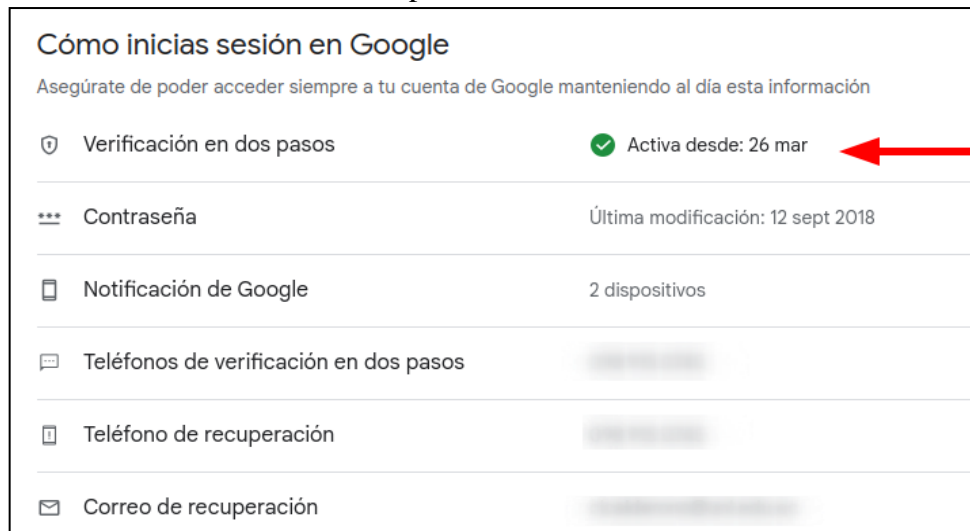 Cómo inicias sesión en Google
Asegúrate de poder acceder siempre a tu cuenta de Google manteniendo al día esta información
Verificación en dos pasos Activa desde: 26 mar
Contraseña Última modificación: 12 sept 2018
Notificación de Google 2 dispositivos
Teléfonos de verificación en dos pasos
Teléfono de recuperación
Correo de recuperación